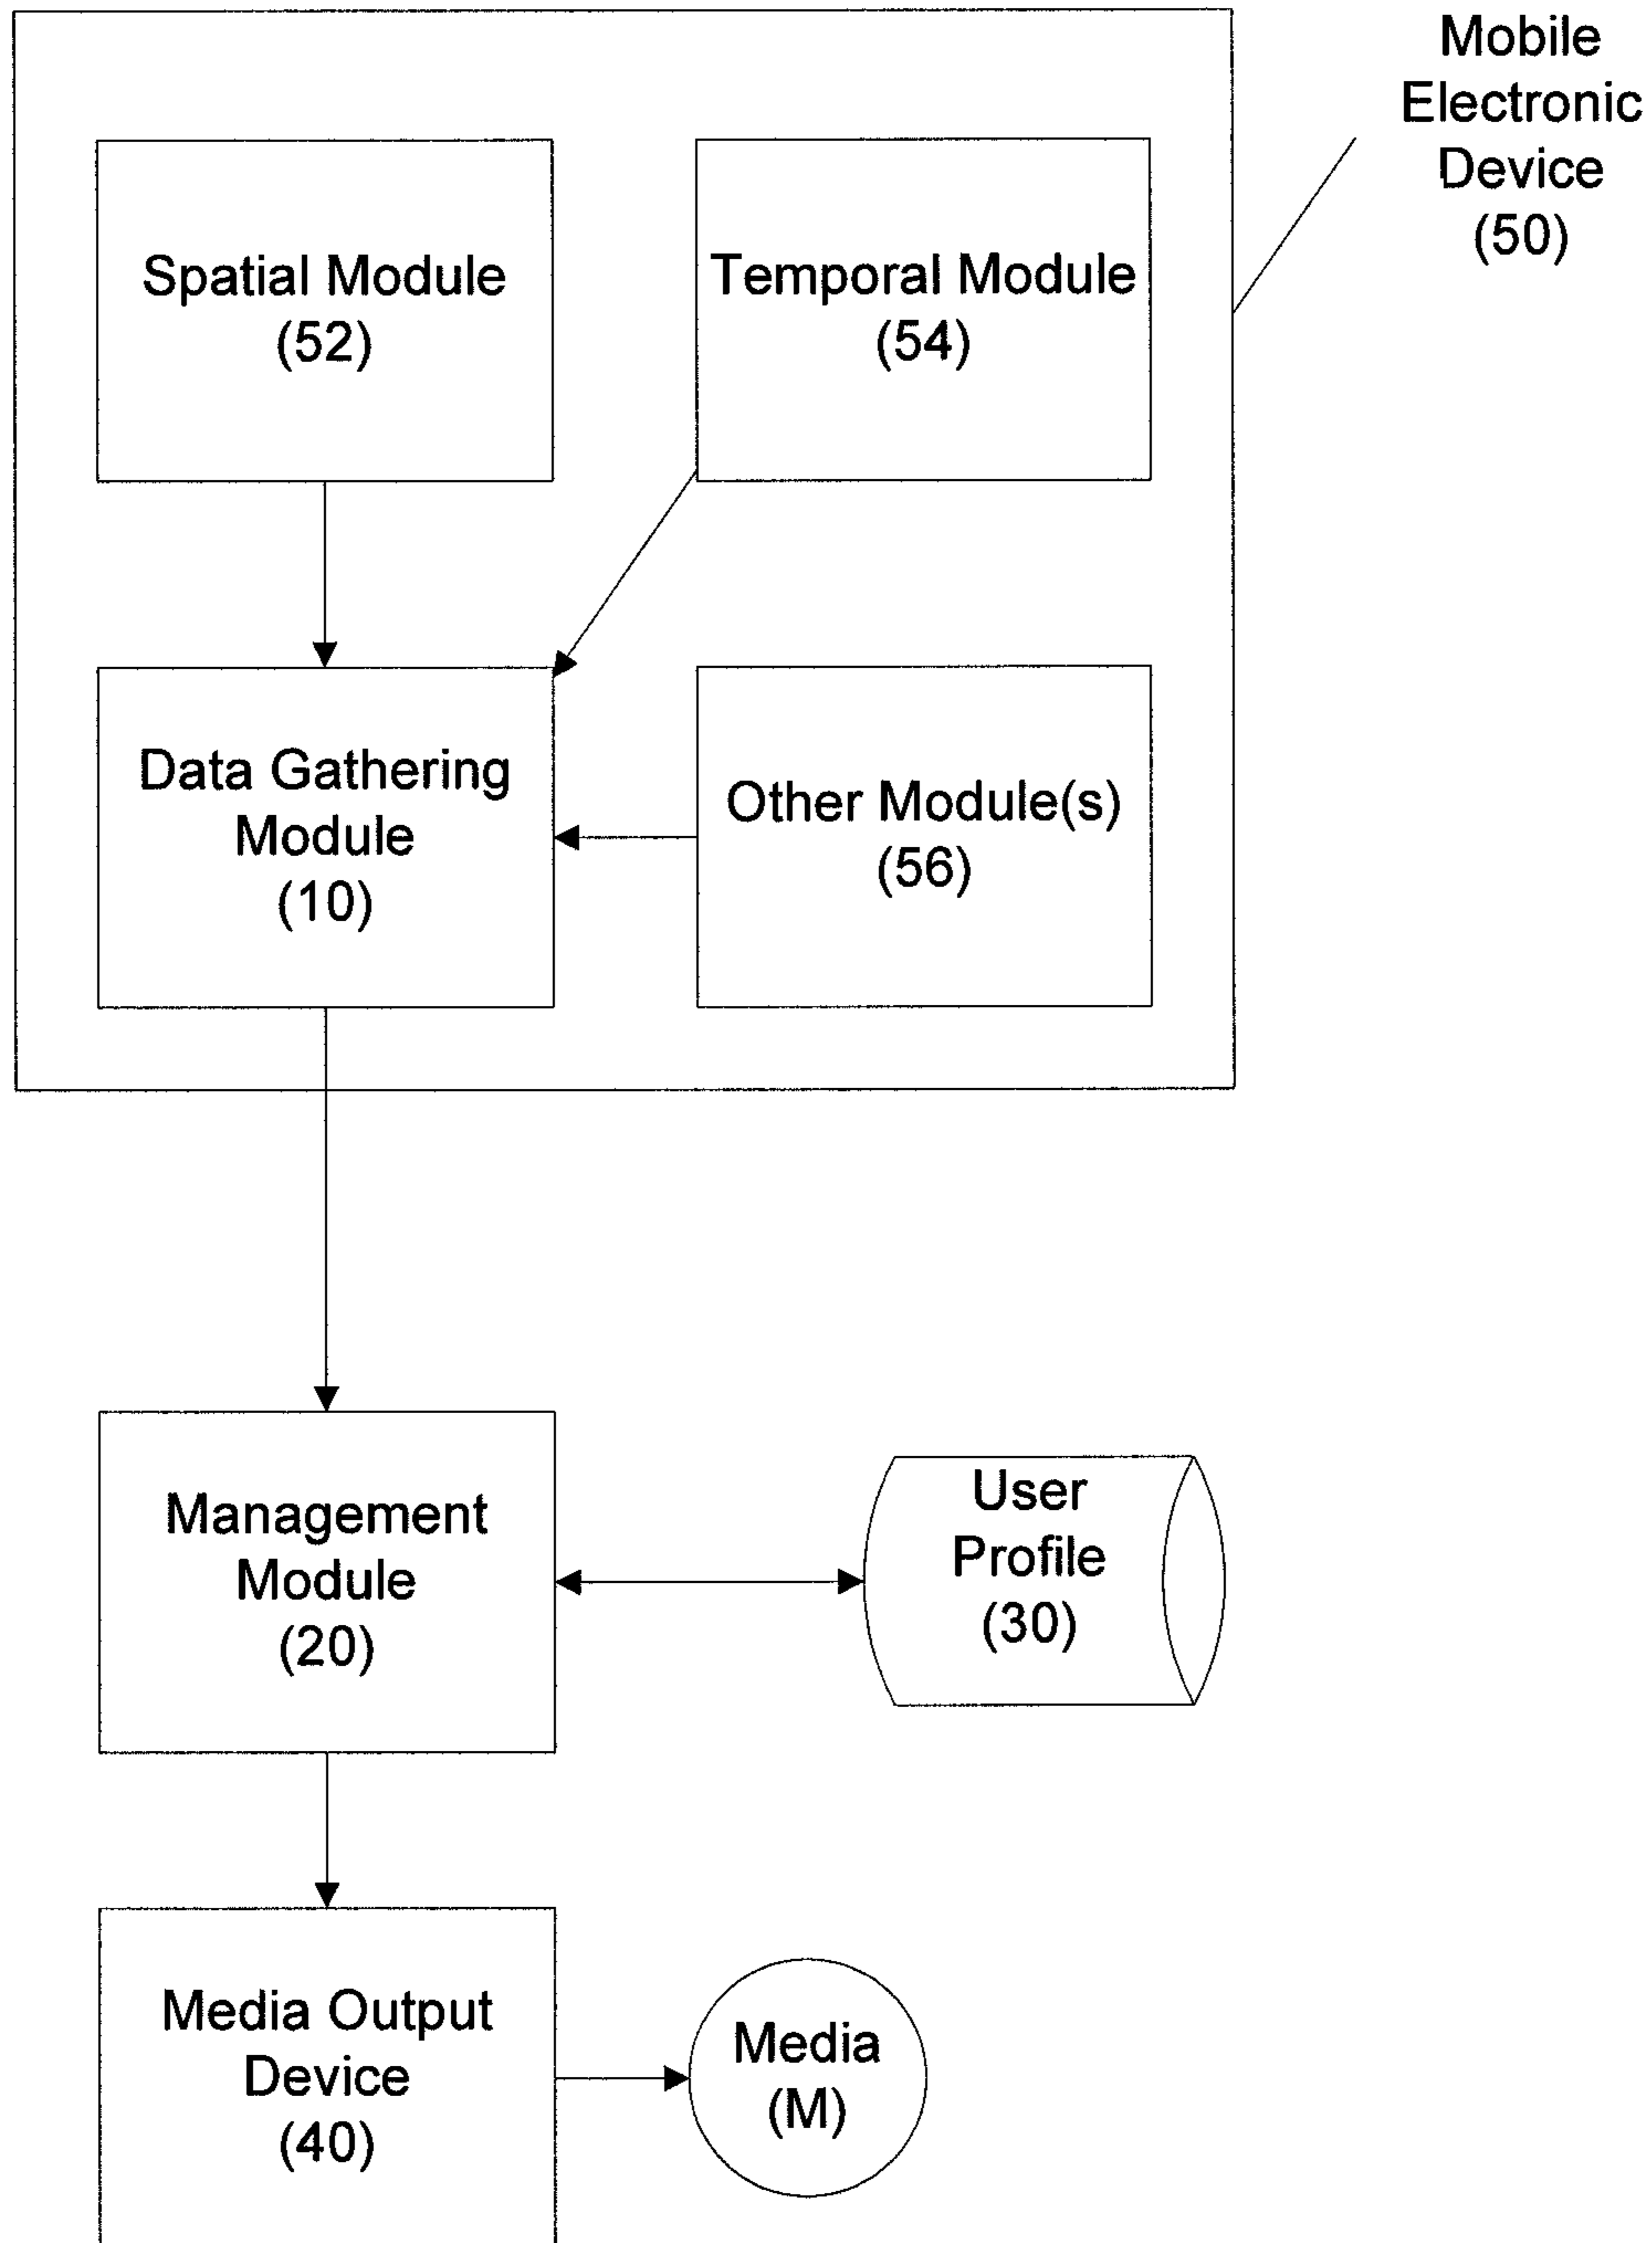 Mobile
Electronic
Device
(50)
Spatial Module
(52)
Temporal Module
(54)
Data Gathering
Module
(10)
Other Module(s)
(56)
Management
Module
(20)
User
Profile
(30)
Media Output
Device
(40)
Media
(M)